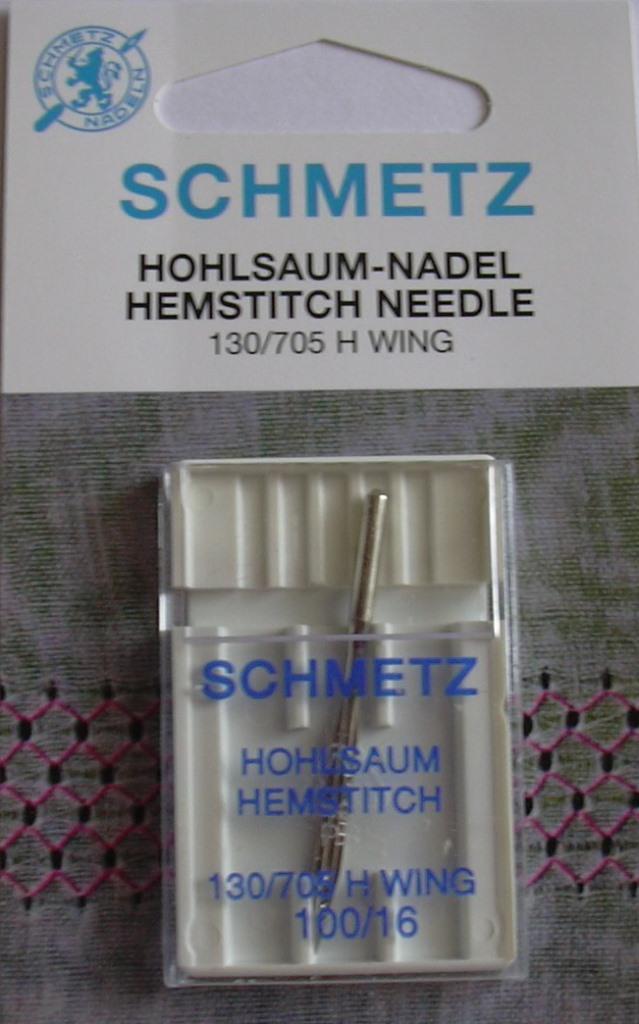 SCHMETZ
NADELN
SCHMETZ
HOHLSAUM-NADEL
HEMSTITCH NEEDLE
130/705 H WING
SCHMETZ
HOHLSAUM
HEMSTITCH
130/705 H WING
100/16